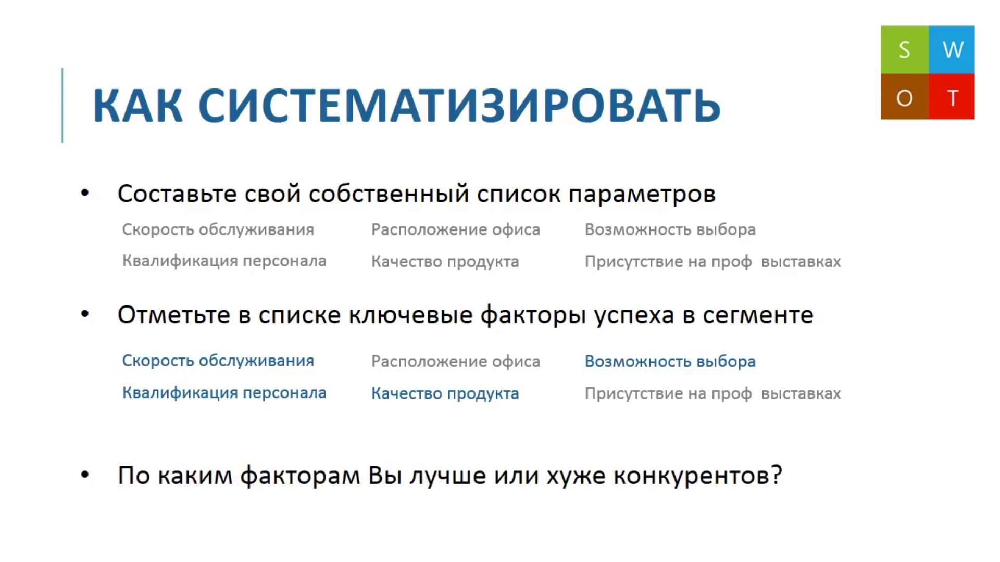 S W
O T
КАК СИСТЕМАТИЗИРОВАТЬ
• Составьте свой собственный список параметров
Скорость обслуживания Расположение офиса Возможность выбора
Квалификация персонала Качество продукта Присутствие на проф выставках
• Отметьте в списке ключевые факторы успеха в сегменте
Скорость обслуживания Расположение офиса Возможность выбора
Квалификация персонала Качество продукта Присутствие на проф выставках
• По каким факторам Вы лучше или хуже конкурентов?